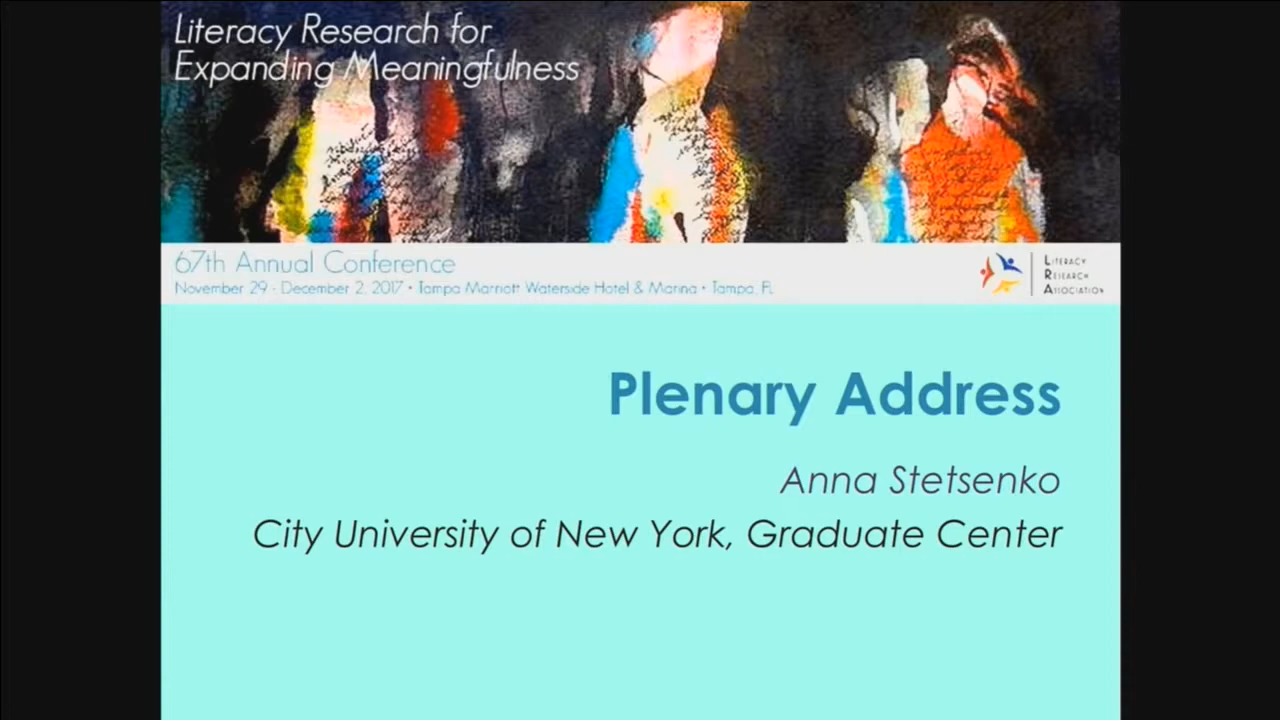 Literacy Research for
Expanding Meaningfulness
67th Annual Conference
November 29 - December 2, 2017 • Tampa Marriott Waterside Hotel & Marina • Tampa, FL
LITERACY
RESEARCH
ASSOCIATION
Plenary Address
Anna Stetsenko
City University of New York, Graduate Center